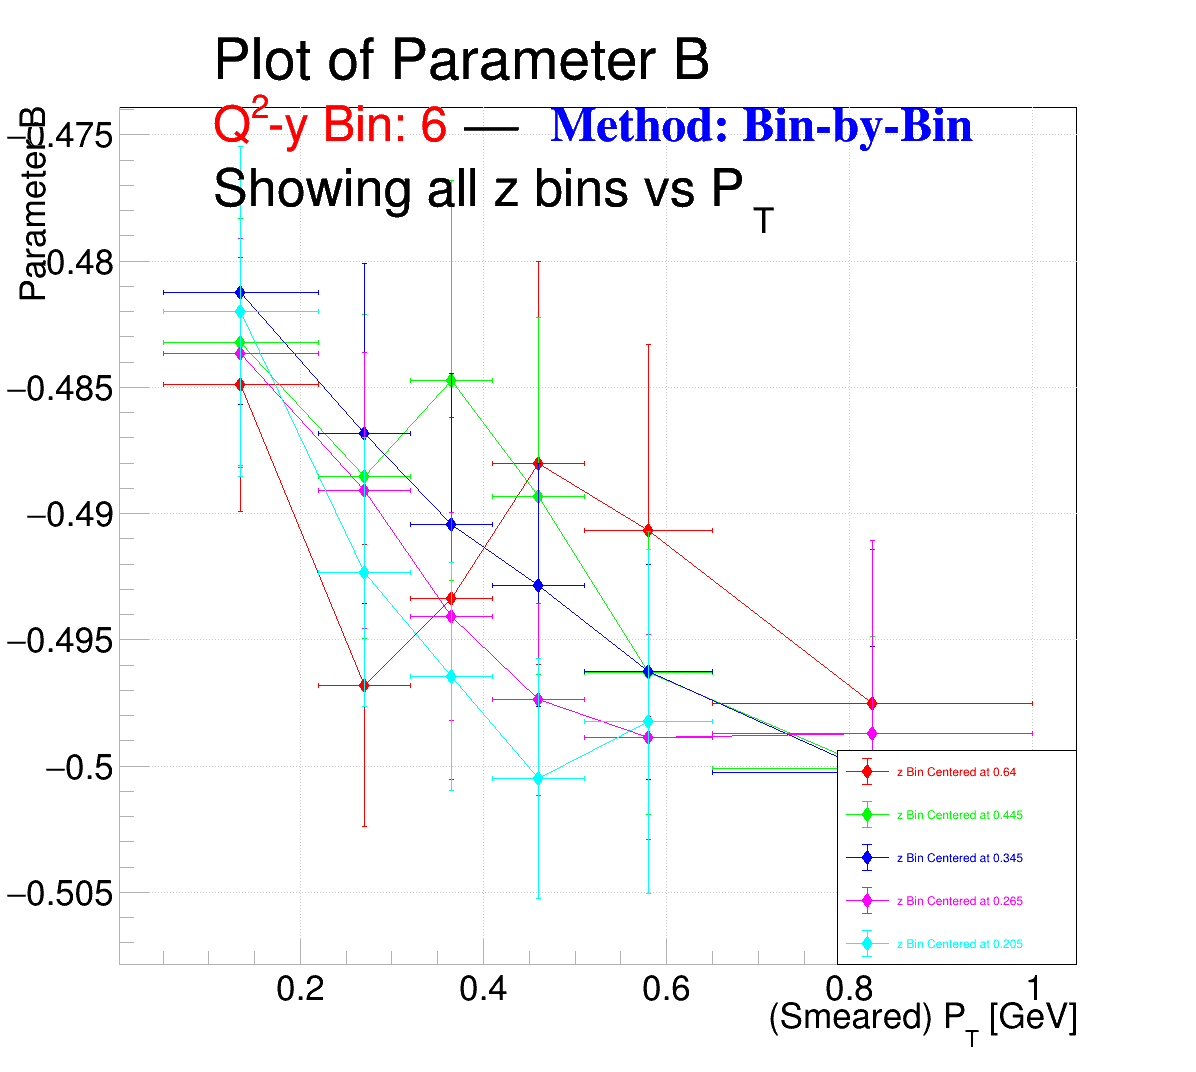 Plot of Parameter B
Q²-y Bin: 6 — Method: Bin-by-Bin
Showing all z bins vs P_T
Parameter B
−0.475
−0.48
−0.485
−0.49
−0.495
−0.5
−0.505
0.2 0.4 0.6 0.8 1
(Smeared) P_T [GeV]
z Bin Centered at 0.64
z Bin Centered at 0.445
z Bin Centered at 0.345
z Bin Centered at 0.265
z Bin Centered at 0.205